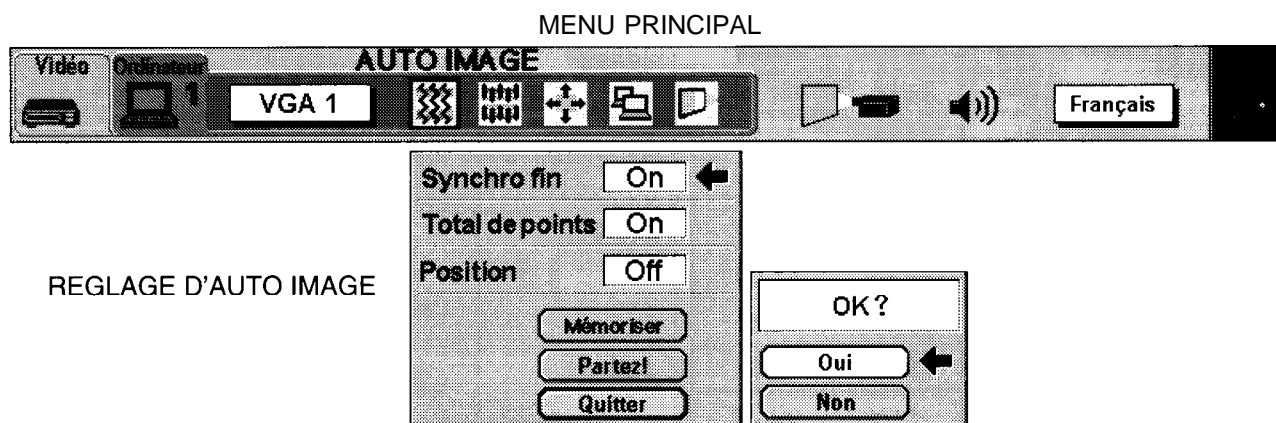 MENU PRINCIPAL
Vidéo Ordinateur AUTO IMAGE
1 VGA 1 Français
Synchro fin On
Total de points On
Position Off
REGLAGE D'AUTO IMAGE
Mémoriser
Partez!
Quitter
OK?
Oui
Non